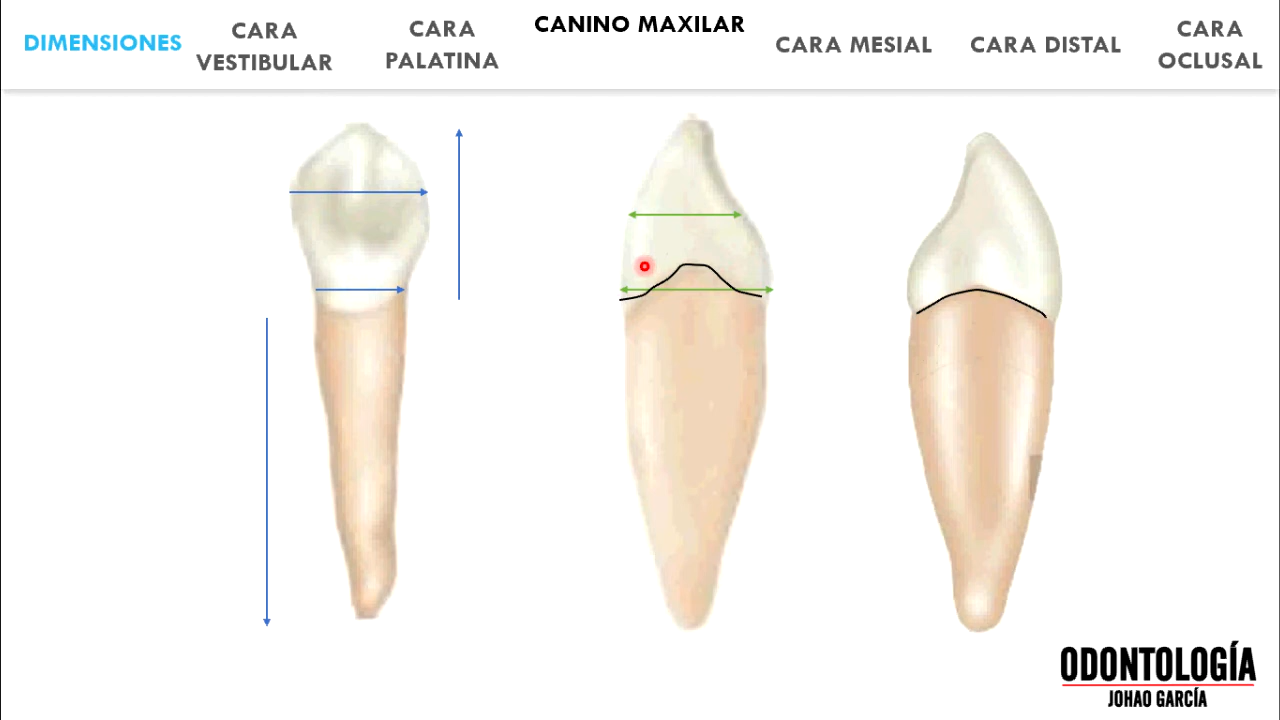 DIMENSIONES
CARA
VESTIBULAR
CARA
PALATINA
CANINO MAXILAR
CARA MESIAL
CARA DISTAL
CARA
OCLUSAL
ODONTOLOGÍA
JOHAO GARCÍA